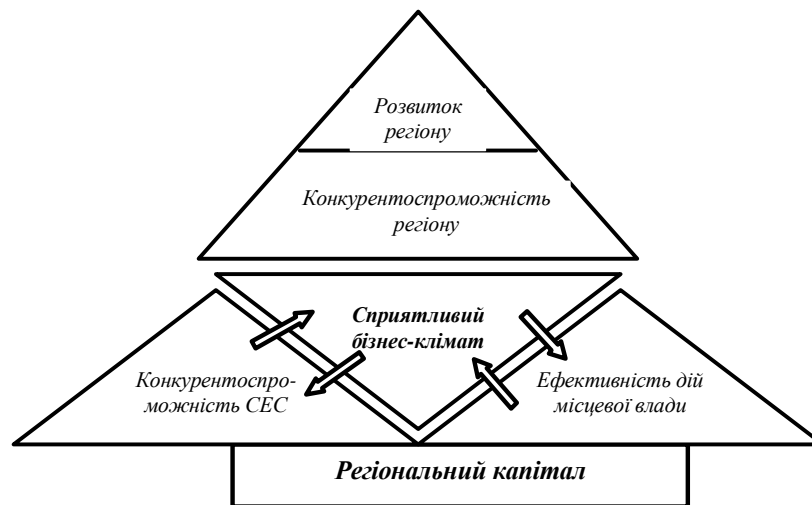 Розвиток
регіону
Конкурентоспроможність
регіону
Сприятливий
бізнес-клімат
Конкурентоспро-
можність СЕС
Ефективність дій
місцевої влади
Регіональний капітал